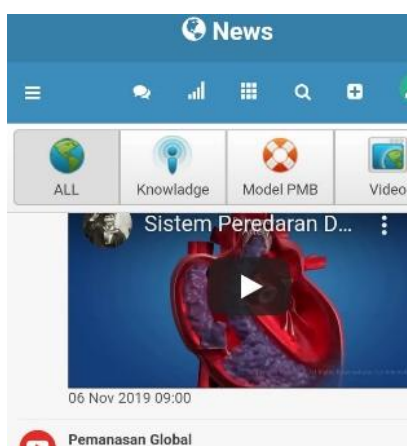 News
ALL
Knowladge
Model PMB
Video
Sistem Peredaran D...
06 Nov 2019 09:00
Pemanasan Global